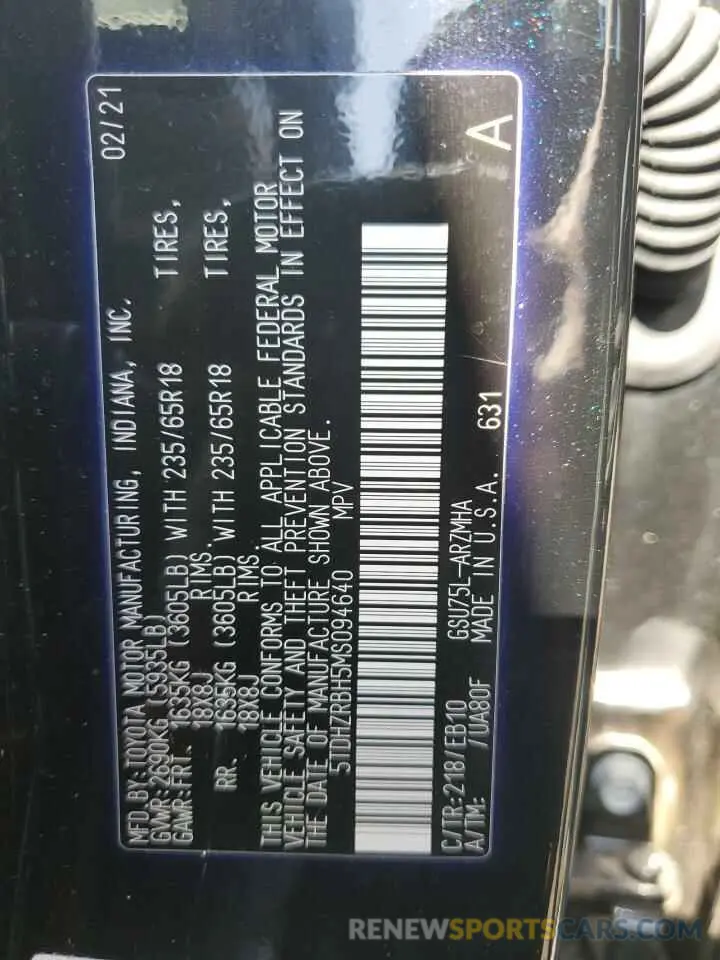 MFD.BY:TOYOTA MOTOR MANUFACTURING, INDIANA, INC. 02/21
GVWR:2690KG (5935LB)
GAWR:FRT. 1635KG (3605LB) WITH 235/65R18 TIRES,
18X8J RIMS.
RR. 1635KG (3605LB) WITH 235/65R18 TIRES,
18X8J RIMS.
THIS VEHICLE CONFORMS TO ALL APPLICABLE FEDERAL MOTOR
VEHICLE SAFETY AND THEFT PREVENTION STANDARDS IN EFFECT ON
THE DATE OF MANUFACTURE SHOWN ABOVE.
5TDHZRBH5MS094640 MPV
C/TR:218/EB10 GSU75L-ARZMHA
A/TM: /UA80F MADE IN U.S.A. 631 A
RENEWSPORTSCARS.COM